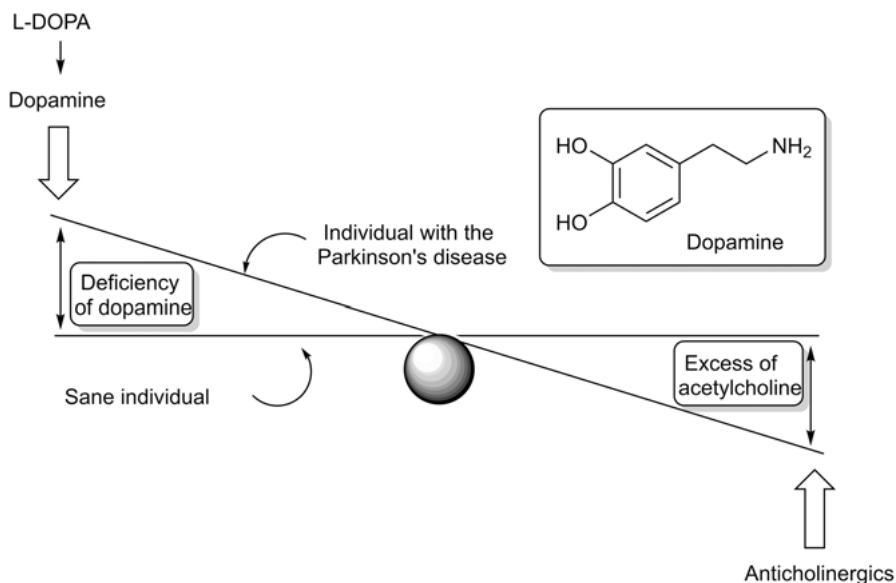 L-DOPA
Dopamine
HO
NH2
HO
Dopamine
Individual with the
Parkinson's disease
Deficiency
of dopamine
Excess of
acetylcholine
Sane individual
Anticholinergics